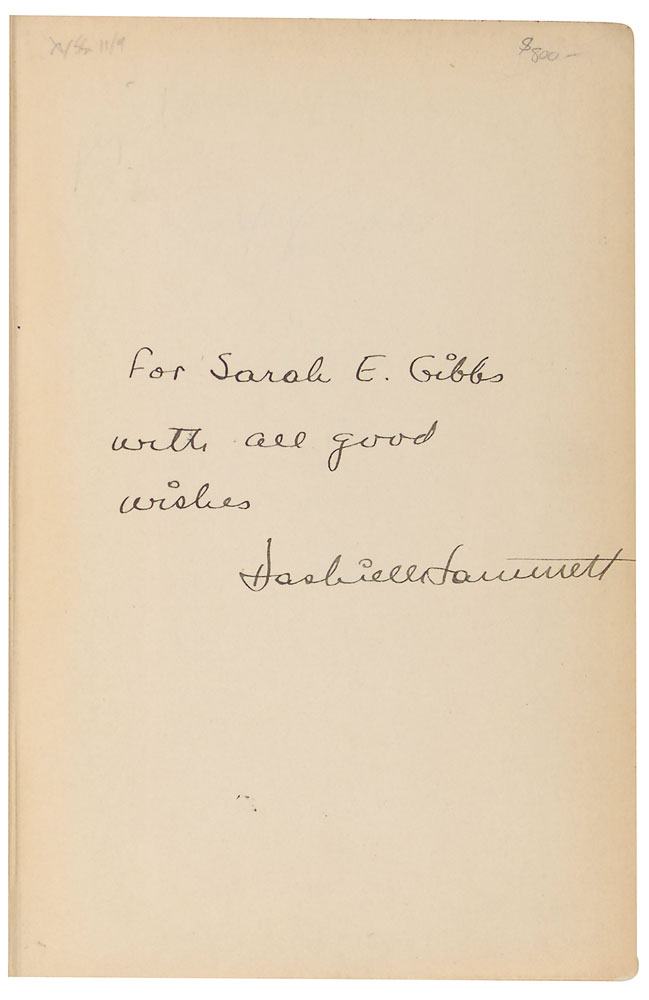 $800—
For Sarah E. Gibbs
with all good
wishes
Dashiell Hammett